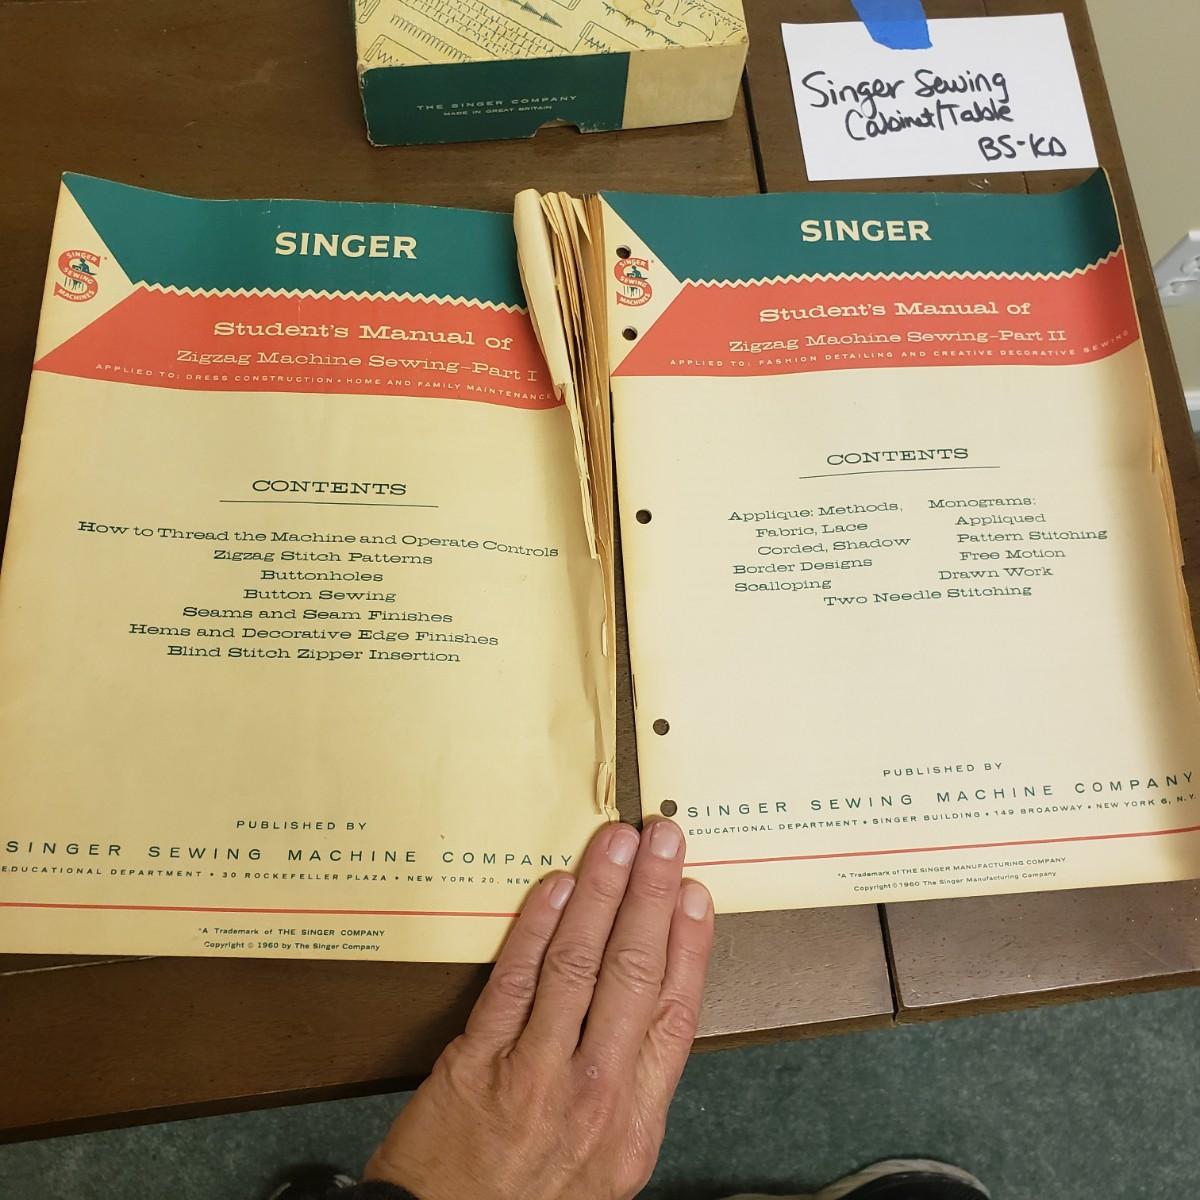 THE SINGER COMPANY
MADE IN GREAT BRITAIN
Singer Sewing
Cabinet/Table
BS-KD
SINGER
SINGER
SEWING
MACHINES
Student's Manual of
Zigzag Machine Sewing-Part I
APPLIED TO: DRESS CONSTRUCTION • HOME AND FAMILY MAINTENANCE
CONTENTS
How to Thread the Machine and Operate Controls
Zigzag Stitch Patterns
Buttonholes
Button Sewing
Seams and Seam Finishes
Hems and Decorative Edge Finishes
Blind Stitch Zipper Insertion
PUBLISHED BY
SINGER SEWING MACHINE COMPANY
EDUCATIONAL DEPARTMENT • 30 ROCKEFELLER PLAZA • NEW YORK 20, NEW Y
*A Trademark of THE SINGER COMPANY
Copyright © 1960 by The Singer Company
SINGER
SINGER
SEWING
MACHINES
Student's Manual of
Zigzag Machine Sewing-Part II
APPLIED TO: FASHION DETAILING AND CREATIVE DECORATIVE SEWING
CONTENTS
Applique: Methods,
Fabric, Lace
Corded, Shadow
Border Designs
Scalloping
Monograms:
Appliqued
Pattern Stitching
Free Motion
Drawn Work
Two Needle Stitching
PUBLISHED BY
SINGER SEWING MACHINE COMPANY
EDUCATIONAL DEPARTMENT • SINGER BUILDING • 149 BROADWAY • NEW YORK 6, N.Y.
*A Trademark of THE SINGER MANUFACTURING COMPANY
Copyright © 1960 The Singer Manufacturing Company